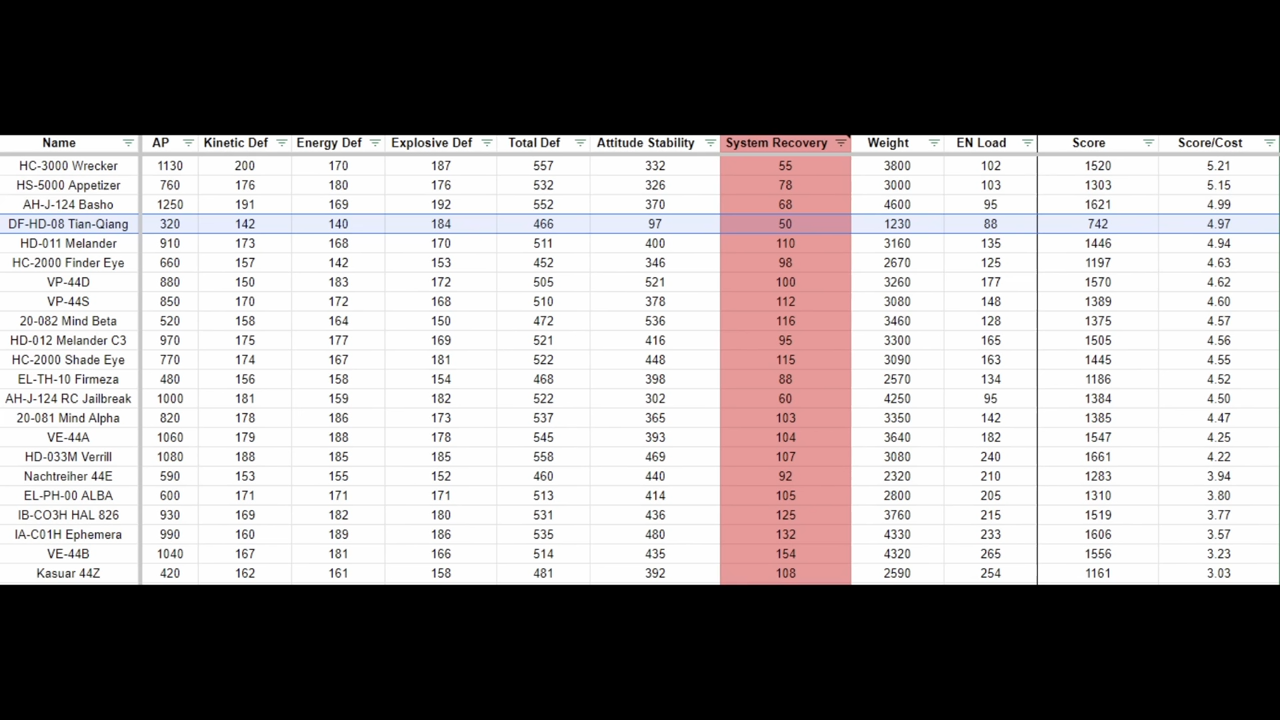 Name AP Kinetic Def Energy Def Explosive Def Total Def Attitude Stability System Recovery Weight EN Load Score Score/Cost
HC-3000 Wrecker 1130 200 170 187 557 332 55 3800 102 1520 5.21
HS-5000 Appetizer 760 176 180 176 532 326 78 3000 103 1303 5.15
AH-J-124 Basho 1250 191 169 192 552 370 68 4600 95 1621 4.99
DF-HD-08 Tian-Qiang 320 142 140 184 466 97 50 1230 88 742 4.97
HD-011 Melander 910 173 168 170 511 400 110 3160 135 1446 4.94
HC-2000 Finder Eye 660 157 142 153 452 346 98 2670 125 1197 4.63
VP-44D 880 150 183 172 505 521 100 3260 177 1570 4.62
VP-44S 850 170 172 168 510 378 112 3080 148 1389 4.60
20-082 Mind Beta 520 158 164 150 472 536 116 3460 128 1375 4.57
HD-012 Melander C3 970 175 177 169 521 416 95 3300 165 1505 4.56
HC-2000 Shade Eye 770 174 167 181 522 448 115 3090 163 1445 4.55
EL-TH-10 Firmeza 480 156 158 154 468 398 88 2570 134 1186 4.52
AH-J-124 RC Jailbreak 1000 181 159 182 522 302 60 4250 95 1384 4.50
20-081 Mind Alpha 820 178 186 173 537 365 103 3350 142 1385 4.47
VE-44A 1060 179 188 178 545 393 104 3640 182 1547 4.25
HD-033M Verrill 1080 188 185 185 558 469 107 3080 240 1661 4.22
Nachtreiher 44E 590 153 155 152 460 440 92 2320 210 1283 3.94
EL-PH-00 ALBA 600 171 171 171 513 414 105 2800 205 1310 3.80
IB-CO3H HAL 826 930 169 182 180 531 436 125 3760 215 1519 3.77
IA-C01H Ephemera 990 160 189 186 535 480 132 4330 233 1606 3.57
VE-44B 1040 167 181 166 514 435 154 4320 265 1556 3.23
Kasuar 44Z 420 162 161 158 481 392 108 2590 254 1161 3.03